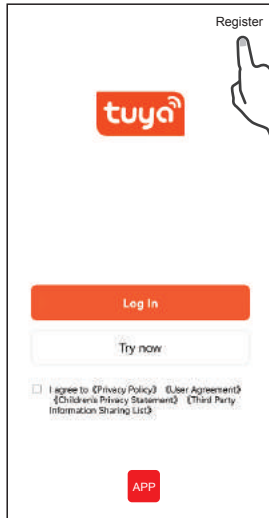 Register
tuya
Log In
Try now
I agree to 《Privacy Policy》 《User Agreement》
《Children's Privacy Statement》 《Third Party
Information Sharing List》
APP